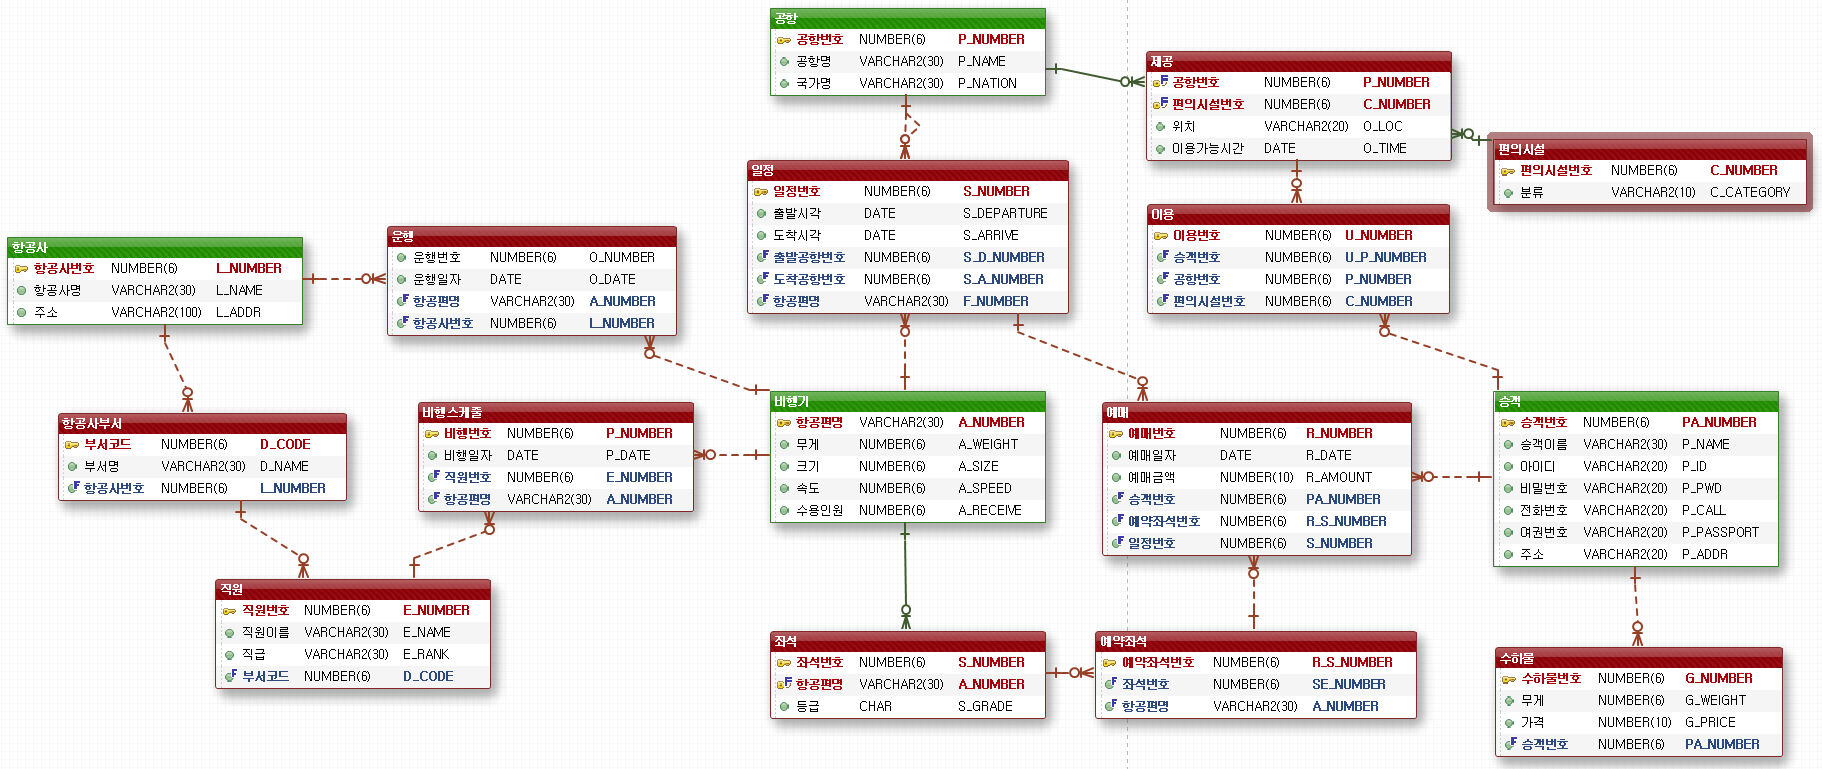 공항
공항번호 NUMBER(6) P_NUMBER
공항명 VARCHAR2(30) P_NAME
국가명 VARCHAR2(30) P_NATION
제공
공항번호 NUMBER(6) P_NUMBER
편의시설번호 NUMBER(6) C_NUMBER
위치 VARCHAR2(20) O_LOC
이용가능시간 DATE O_TIME
편의시설
편의시설번호 NUMBER(6) C_NUMBER
분류 VARCHAR2(10) C_CATEGORY
일정
일정번호 NUMBER(6) S_NUMBER
출발시각 DATE S_DEPARTURE
도착시각 DATE S_ARRIVE
출발공항번호 NUMBER(6) S_D_NUMBER
도착공항번호 NUMBER(6) S_A_NUMBER
항공편명 VARCHAR2(30) F_NUMBER
이용
이용번호 NUMBER(6) U_NUMBER
승객번호 NUMBER(6) U_P_NUMBER
공항번호 NUMBER(6) P_NUMBER
편의시설번호 NUMBER(6) C_NUMBER
항공사
항공사번호 NUMBER(6) L_NUMBER
항공사명 VARCHAR2(30) L_NAME
주소 VARCHAR2(100) L_ADDR
운행
운행번호 NUMBER(6) O_NUMBER
운행일자 DATE O_DATE
항공편명 VARCHAR2(30) A_NUMBER
항공사번호 NUMBER(6) L_NUMBER
항공사부서
부서코드 NUMBER(6) D_CODE
부서명 VARCHAR2(30) D_NAME
항공사번호 NUMBER(6) L_NUMBER
비행스케줄
비행번호 NUMBER(6) P_NUMBER
비행일자 DATE P_DATE
직원번호 NUMBER(6) E_NUMBER
항공편명 VARCHAR2(30) A_NUMBER
비행기
항공편명 VARCHAR2(30) A_NUMBER
무게 NUMBER(6) A_WEIGHT
크기 NUMBER(6) A_SIZE
속도 NUMBER(6) A_SPEED
수용인원 NUMBER(6) A_RECEIVE
예매
예매번호 NUMBER(6) R_NUMBER
예매일자 DATE R_DATE
예매금액 NUMBER(10) R_AMOUNT
승객번호 NUMBER(6) PA_NUMBER
예약좌석번호 NUMBER(6) R_S_NUMBER
일정번호 NUMBER(6) S_NUMBER
승객
승객번호 NUMBER(6) PA_NUMBER
승객이름 VARCHAR2(30) P_NAME
아이디 VARCHAR2(20) P_ID
비밀번호 VARCHAR2(20) P_PWD
전화번호 VARCHAR2(20) P_CALL
여권번호 VARCHAR2(20) P_PASSPORT
주소 VARCHAR2(20) P_ADDR
직원
직원번호 NUMBER(6) E_NUMBER
직원이름 VARCHAR2(30) E_NAME
직급 VARCHAR2(30) E_RANK
부서코드 NUMBER(6) D_CODE
좌석
좌석번호 NUMBER(6) S_NUMBER
항공편명 VARCHAR2(30) A_NUMBER
등급 CHAR S_GRADE
예약좌석
예약좌석번호 NUMBER(6) R_S_NUMBER
좌석번호 NUMBER(6) SE_NUMBER
항공편명 VARCHAR2(30) A_NUMBER
수하물
수하물번호 NUMBER(6) G_NUMBER
무게 NUMBER(6) G_WEIGHT
가격 NUMBER(10) G_PRICE
승객번호 NUMBER(6) PA_NUMBER